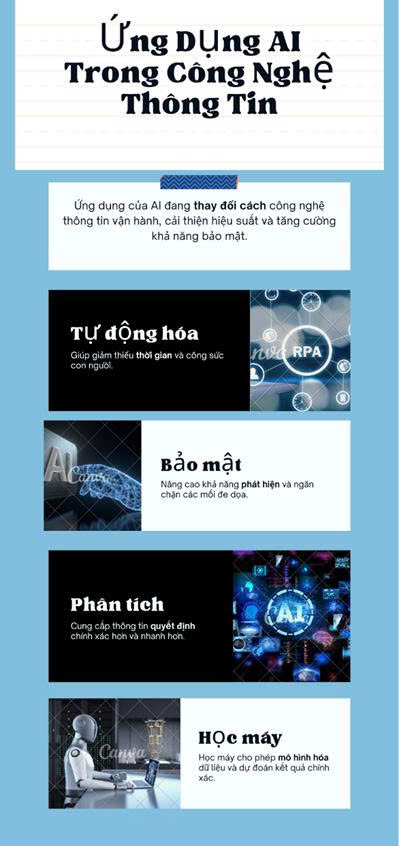 Ứng Dụng AI
Trong Công Nghệ
Thông Tin
Ứng dụng của AI đang thay đổi cách công nghệ
thông tin vận hành, cải thiện hiệu suất và tăng cường
khả năng bảo mật.
Tự động hóa
Giúp giảm thiểu thời gian và công sức
con người.
Canva
RPA
AI
Canva
Bảo mật
Nâng cao khả năng phát hiện và ngăn
chặn các mối đe dọa.
Phân tích
Cung cấp thông tin quyết định
chính xác hơn và nhanh hơn.
AI
Canva
Học máy
Học máy cho phép mô hình hóa
dữ liệu và dự đoán kết quả chính
xác.